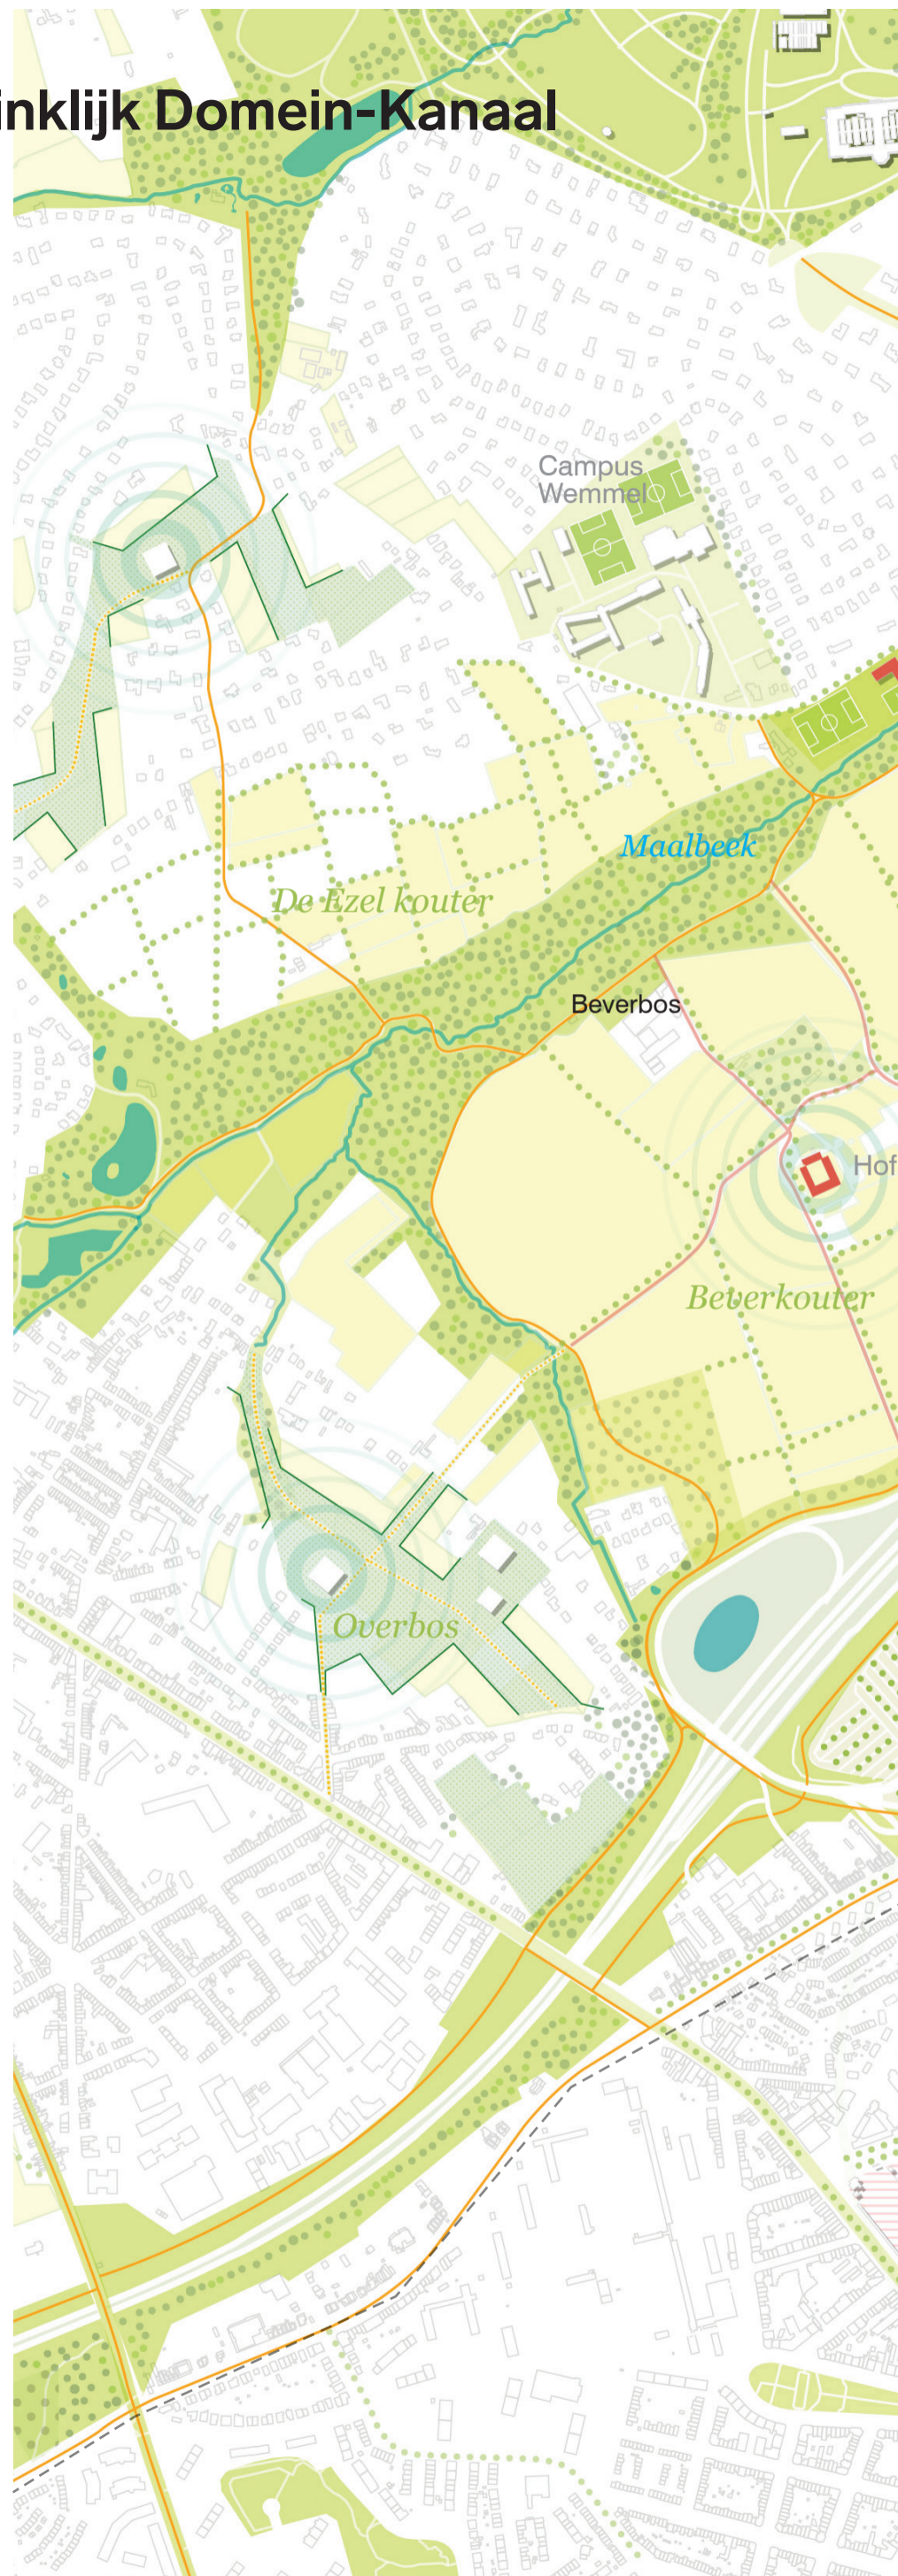 inklijk Domein-Kanaal
Campus
Wemmel
Maalbeek
De Ezel kouter
Beverbos
Hof
Beverkouter
Overbos